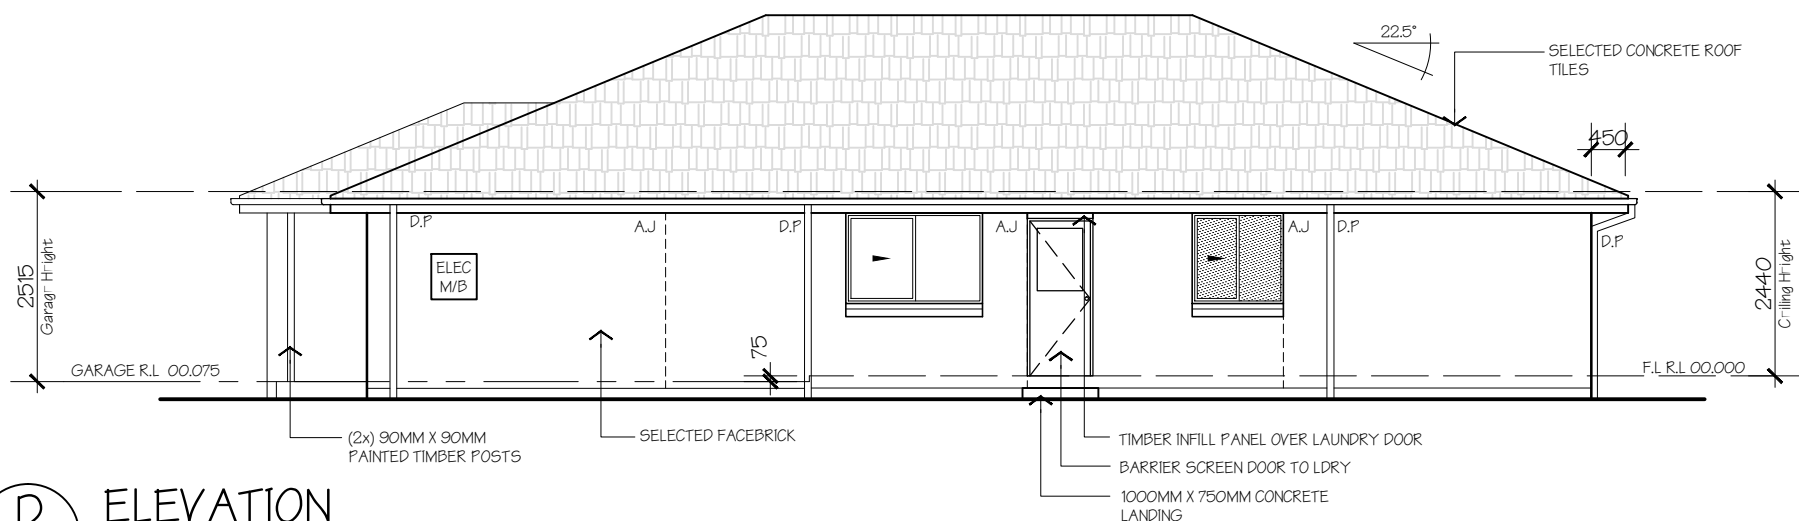 22.5°
SELECTED CONCRETE ROOF
TILES
450
D.P
A.J
D.P
A.J
A.J
D.P
D.P
ELEC
M/B
2515
Garage Height
2440
Ceiling Height
75
GARAGE R.L 00.075
F.L R.L 00.000
(2x) 90MM X 90MM
PAINTED TIMBER POSTS
SELECTED FACEBRICK
TIMBER INFILL PANEL OVER LAUNDRY DOOR
BARRIER SCREEN DOOR TO LDRY
1000MM X 750MM CONCRETE
LANDING
ELEVATION